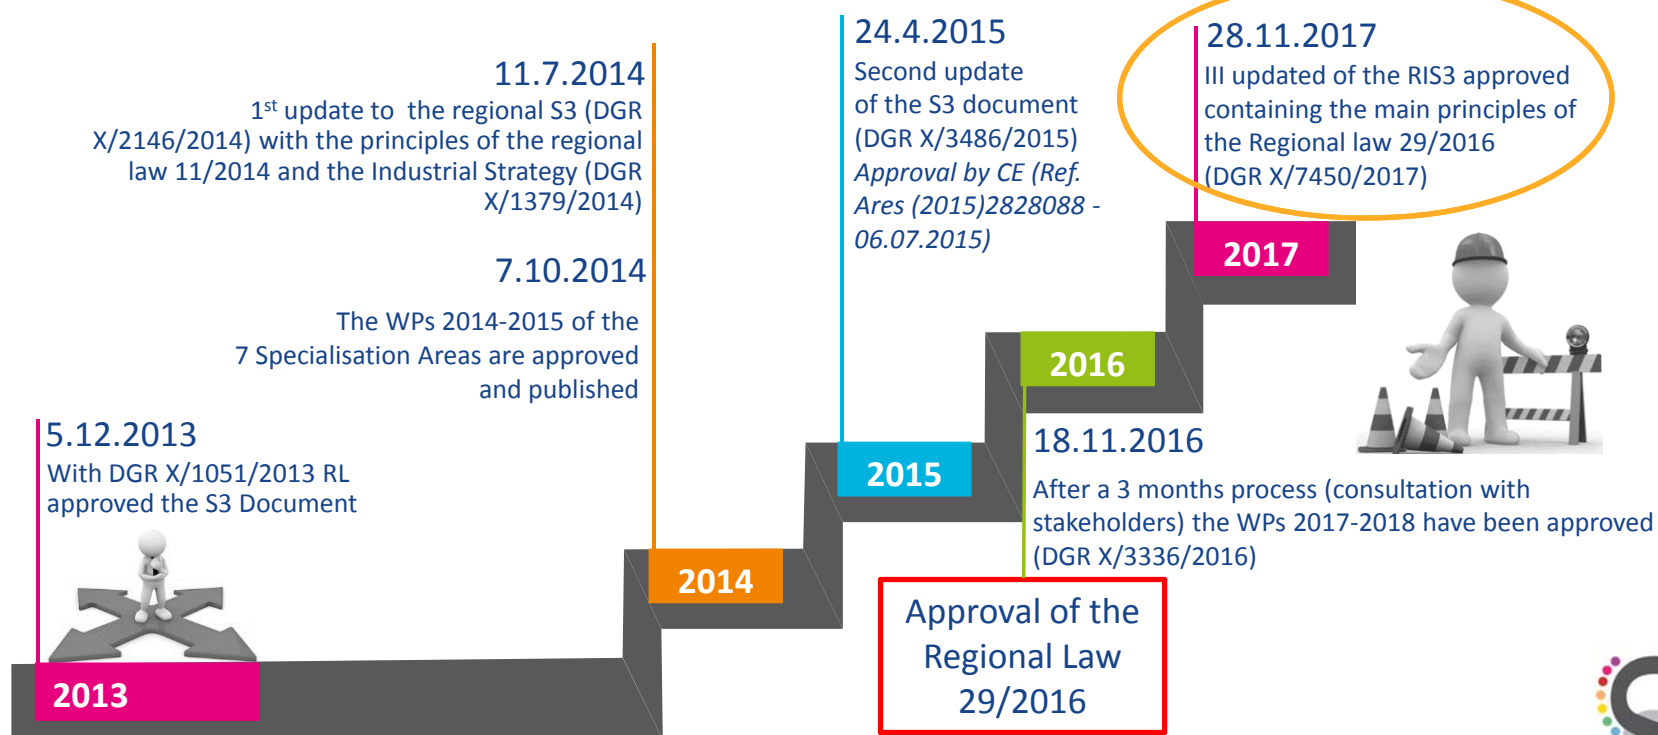 5.12.2013
With DGR X/1051/2013 RL
approved the S3 Document
2013
11.7.2014
1st update to the regional S3 (DGR
X/2146/2014) with the principles of the regional
law 11/2014 and the Industrial Strategy (DGR
X/1379/2014)
7.10.2014
The WPs 2014-2015 of the
7 Specialisation Areas are approved
and published
2014
24.4.2015
Second update
of the S3 document
(DGR X/3486/2015)
Approval by CE (Ref.
Ares (2015)2828088 -
06.07.2015)
2015
2016
18.11.2016
After a 3 months process (consultation with
stakeholders) the WPs 2017-2018 have been approved
(DGR X/3336/2016)
Approval of the
Regional Law
29/2016
28.11.2017
III updated of the RIS3 approved
containing the main principles of
the Regional law 29/2016
(DGR X/7450/2017)
2017